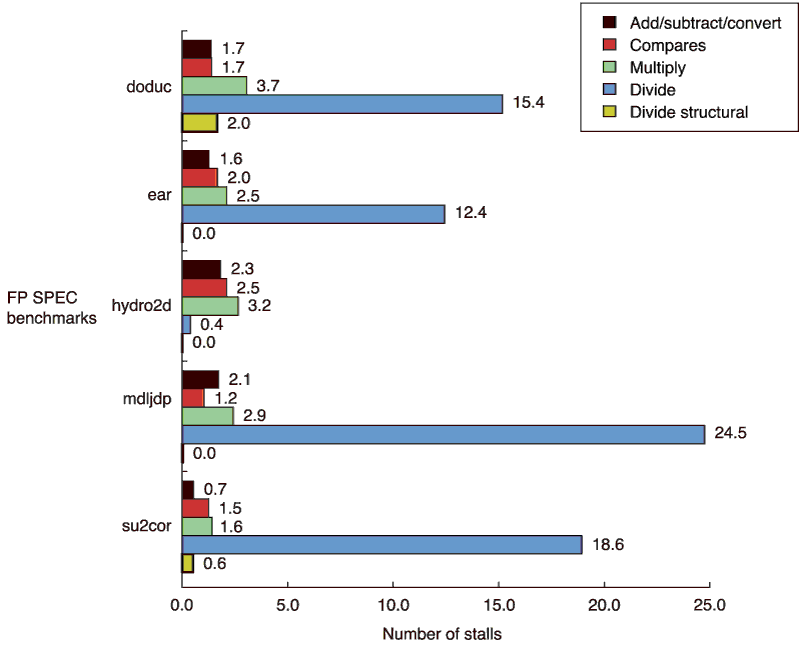 Add/subtract/convert
Compares
Multiply
Divide
Divide structural
doduc
1.7
1.7
3.7
15.4
2.0
ear
1.6
2.0
2.5
12.4
0.0
FP SPEC
benchmarks
hydro2d
2.3
2.5
3.2
0.4
0.0
mdljdp
2.1
1.2
2.9
24.5
0.0
su2cor
0.7
1.5
1.6
18.6
0.6
0.0 5.0 10.0 15.0 20.0 25.0
Number of stalls